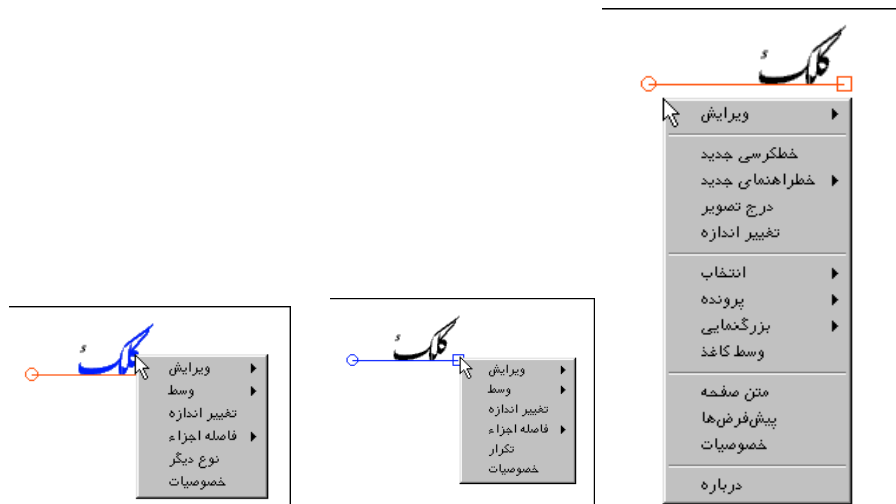 کلک s
ویرایش
خطکرسی جدید
خطراهنمای جدید
درج تصویر
تغییر اندازه
انتخاب
پرونده
بزرگنمایی
وسط کاغذ
متن صفحه
پیش‌فرض‌ها
خصوصیات
درباره
کلک s
ویرایش
وسط
تغییر اندازه
فاصله اجزاء
تکرار
خصوصیات
کلک s
ویرایش
وسط
تغییر اندازه
فاصله اجزاء
نوع دیگر
خصوصیات